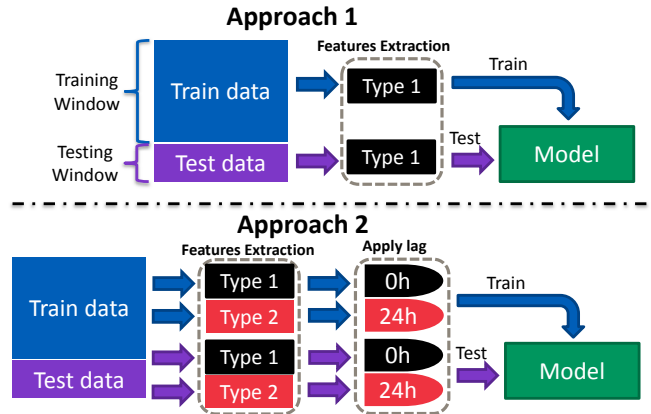 Approach 1
Features Extraction
Training
Window
Train data
Type 1
Train
Testing
Window
Test data
Type 1
Test
Model
Approach 2
Features Extraction
Apply lag
Train data
Type 1
0h
Train
Type 2
24h
Type 1
0h
Test
Model
Test data
Type 2
24h